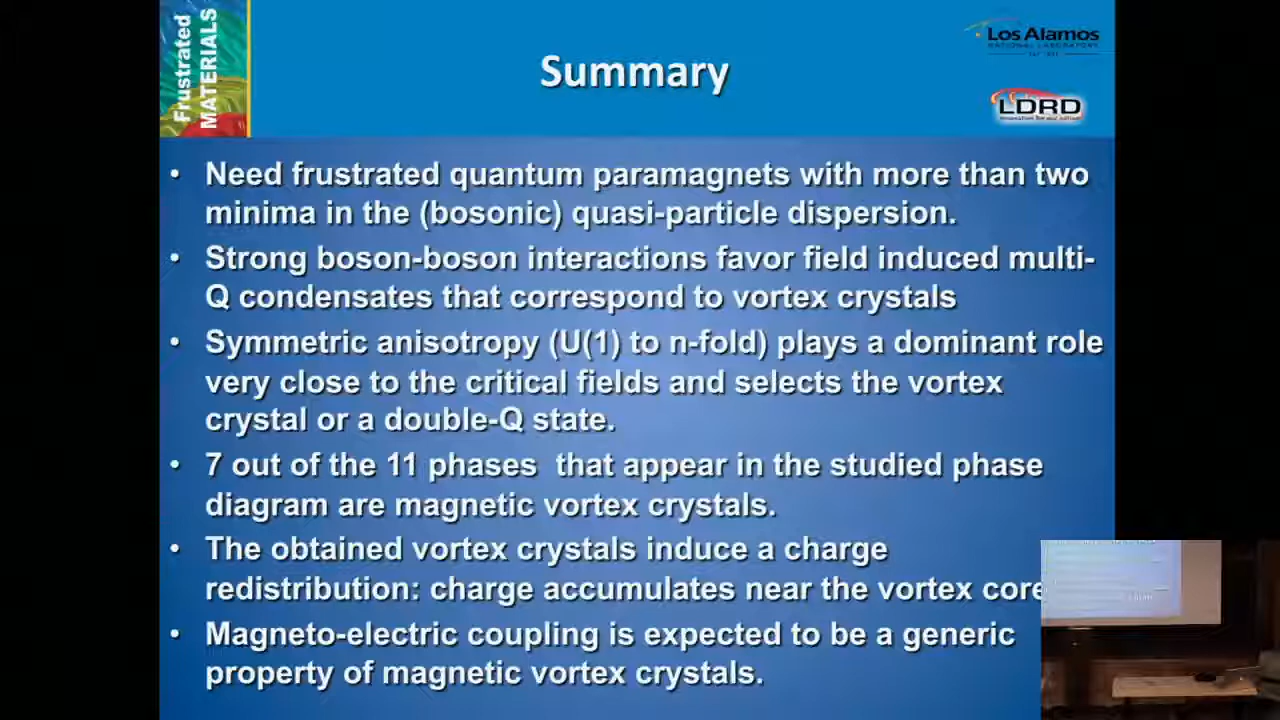 Frustrated
MATERIALS
Summary
Los Alamos
NATIONAL LABORATORY
LDRD
• Need frustrated quantum paramagnets with more than two
minima in the (bosonic) quasi-particle dispersion.
• Strong boson-boson interactions favor field induced multi-
Q condensates that correspond to vortex crystals
• Symmetric anisotropy (U(1) to n-fold) plays a dominant role
very close to the critical fields and selects the vortex
crystal or a double-Q state.
• 7 out of the 11 phases that appear in the studied phase
diagram are magnetic vortex crystals.
• The obtained vortex crystals induce a charge
redistribution: charge accumulates near the vortex core
• Magneto-electric coupling is expected to be a generic
property of magnetic vortex crystals.